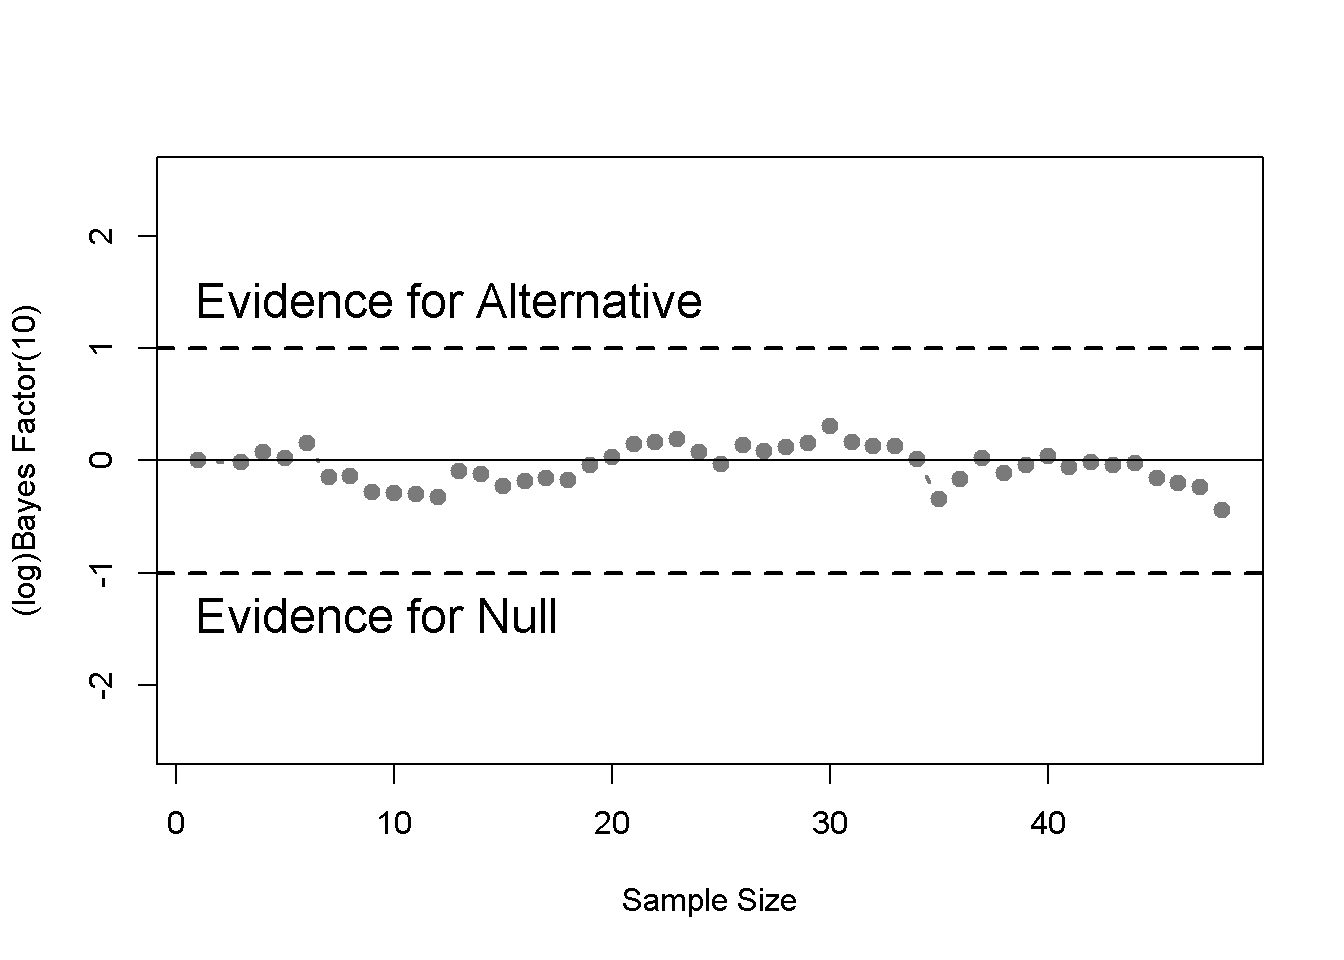 (log)Bayes Factor(10)
2
1
0
-1
-2
Evidence for Alternative
Evidence for Null
0 10 20 30 40
Sample Size